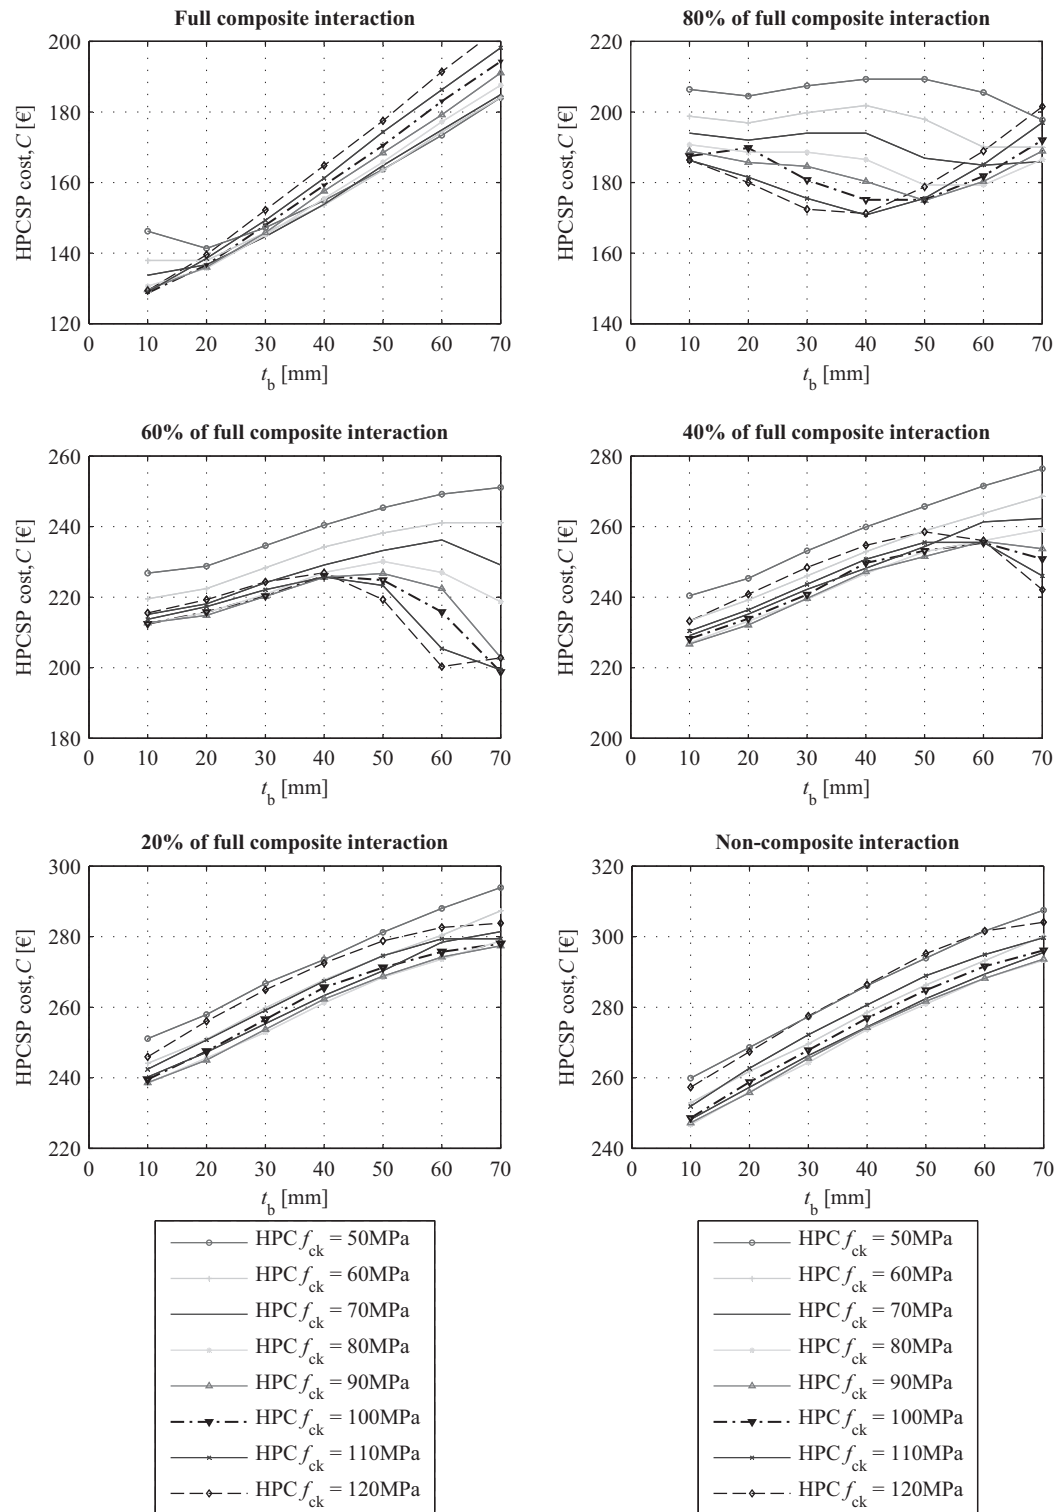 Full composite interaction
200
180
160
140
120
0 10 20 30 40 50 60 70
HPCSP cost, C [€]
t_b [mm]
80% of full composite interaction
220
200
180
160
140
0 10 20 30 40 50 60 70
HPCSP cost, C [€]
t_b [mm]
60% of full composite interaction
260
240
220
200
180
0 10 20 30 40 50 60 70
HPCSP cost, C [€]
t_b [mm]
40% of full composite interaction
280
260
240
220
200
0 10 20 30 40 50 60 70
HPCSP cost, C [€]
t_b [mm]
20% of full composite interaction
300
280
260
240
220
0 10 20 30 40 50 60 70
HPCSP cost, C [€]
t_b [mm]
Non-composite interaction
320
300
280
260
240
0 10 20 30 40 50 60 70
HPCSP cost, C [€]
t_b [mm]
HPC f_ck = 50MPa
HPC f_ck = 60MPa
HPC f_ck = 70MPa
HPC f_ck = 80MPa
HPC f_ck = 90MPa
HPC f_ck = 100MPa
HPC f_ck = 110MPa
HPC f_ck = 120MPa
HPC f_ck = 50MPa
HPC f_ck = 60MPa
HPC f_ck = 70MPa
HPC f_ck = 80MPa
HPC f_ck = 90MPa
HPC f_ck = 100MPa
HPC f_ck = 110MPa
HPC f_ck = 120MPa